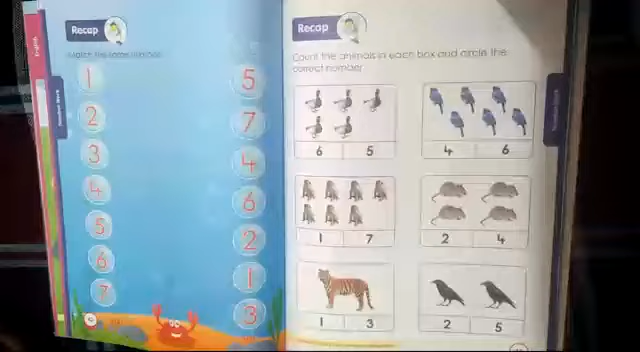 Recap
Match the same numbers.
1 5
2 7
3 4
4 6
5 2
6 1
7 3
Recap
Count the animals in each box and circle the
correct number.
6 5
4 6
1 7
2 4
1 3
2 5
English